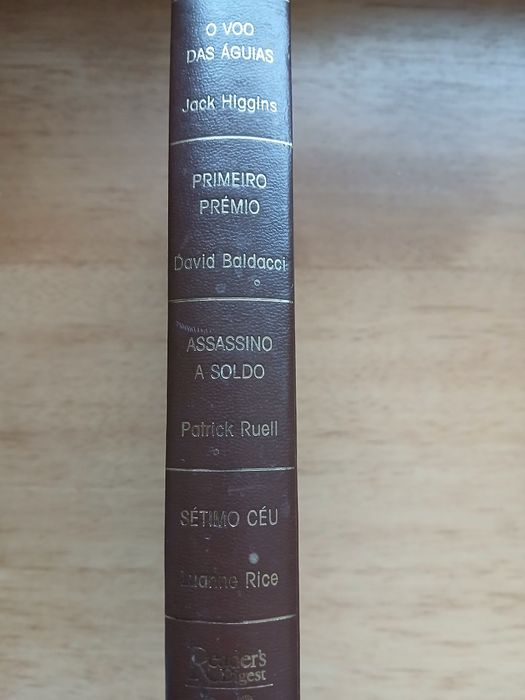 O VOO
DAS ÁGUIAS
Jack Higgins
PRIMEIRO
PRÉMIO
David Baldacci
ASSASSINO
A SOLDO
Patrick Ruell
SÉTIMO CÉU
Luanne Rice
Reader's
Digest